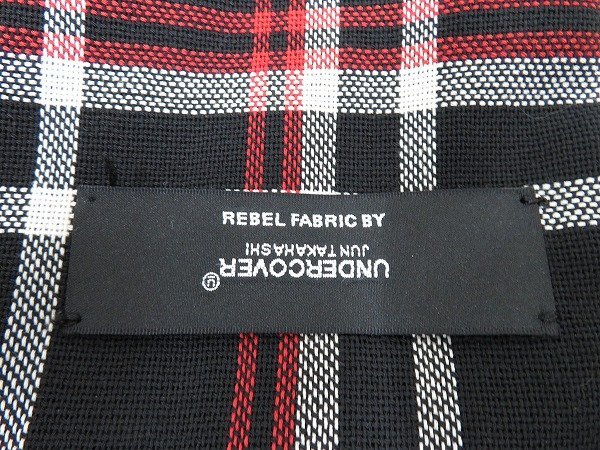 REBEL FABRIC BY
JUN TAKAHASHI
UNDERCOVER